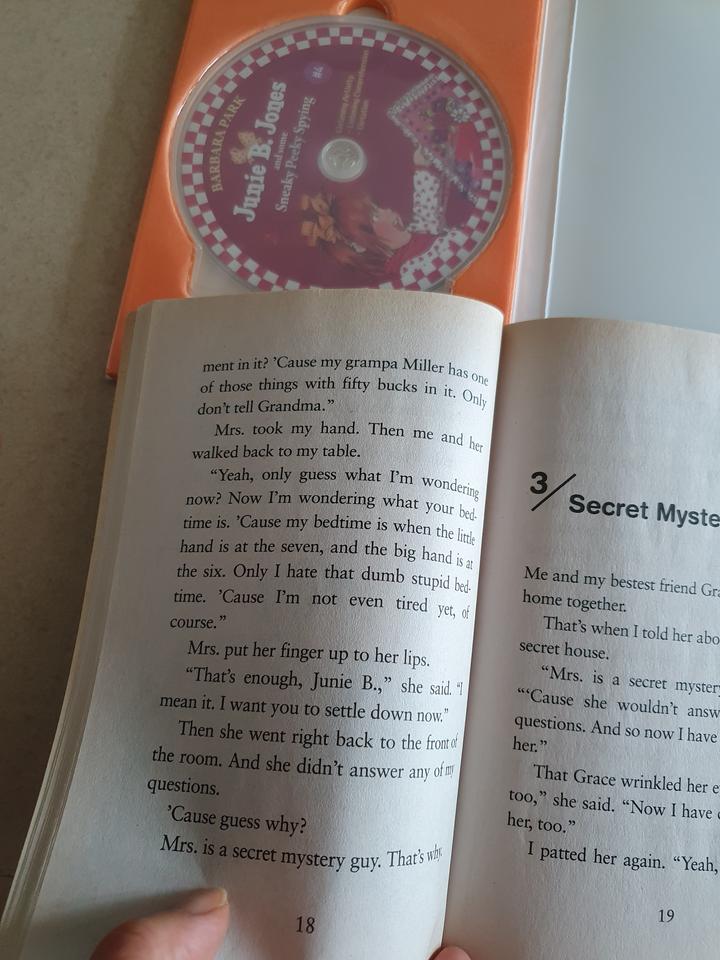 BARBARA PARK
Junie B. Jones
and some
Sneaky Peeky Spying
#4
ment in it? ’Cause my grampa Miller has one
of those things with fifty bucks in it. Only
don’t tell Grandma.”
Mrs. took my hand. Then me and her
walked back to my table.
“Yeah, only guess what I’m wondering
now? Now I’m wondering what your bed-
time is. ’Cause my bedtime is when the little
hand is at the seven, and the big hand is at
the six. Only I hate that dumb stupid bed-
time. ’Cause I’m not even tired yet, of
course.”
Mrs. put her finger up to her lips.
“That’s enough, Junie B.,” she said. “I
mean it. I want you to settle down now.”
Then she went right back to the front of
the room. And she didn’t answer any of my
questions.
’Cause guess why?
Mrs. is a secret mystery guy. That’s why.
18
3/
Secret Myste
Me and my bestest friend Gra
home together.
That’s when I told her abo
secret house.
“Mrs. is a secret mystery
“‘Cause she wouldn’t answ
questions. And so now I have
her.”
That Grace wrinkled her e
too,” she said. “Now I have
her, too.”
I patted her again. “Yeah,
19